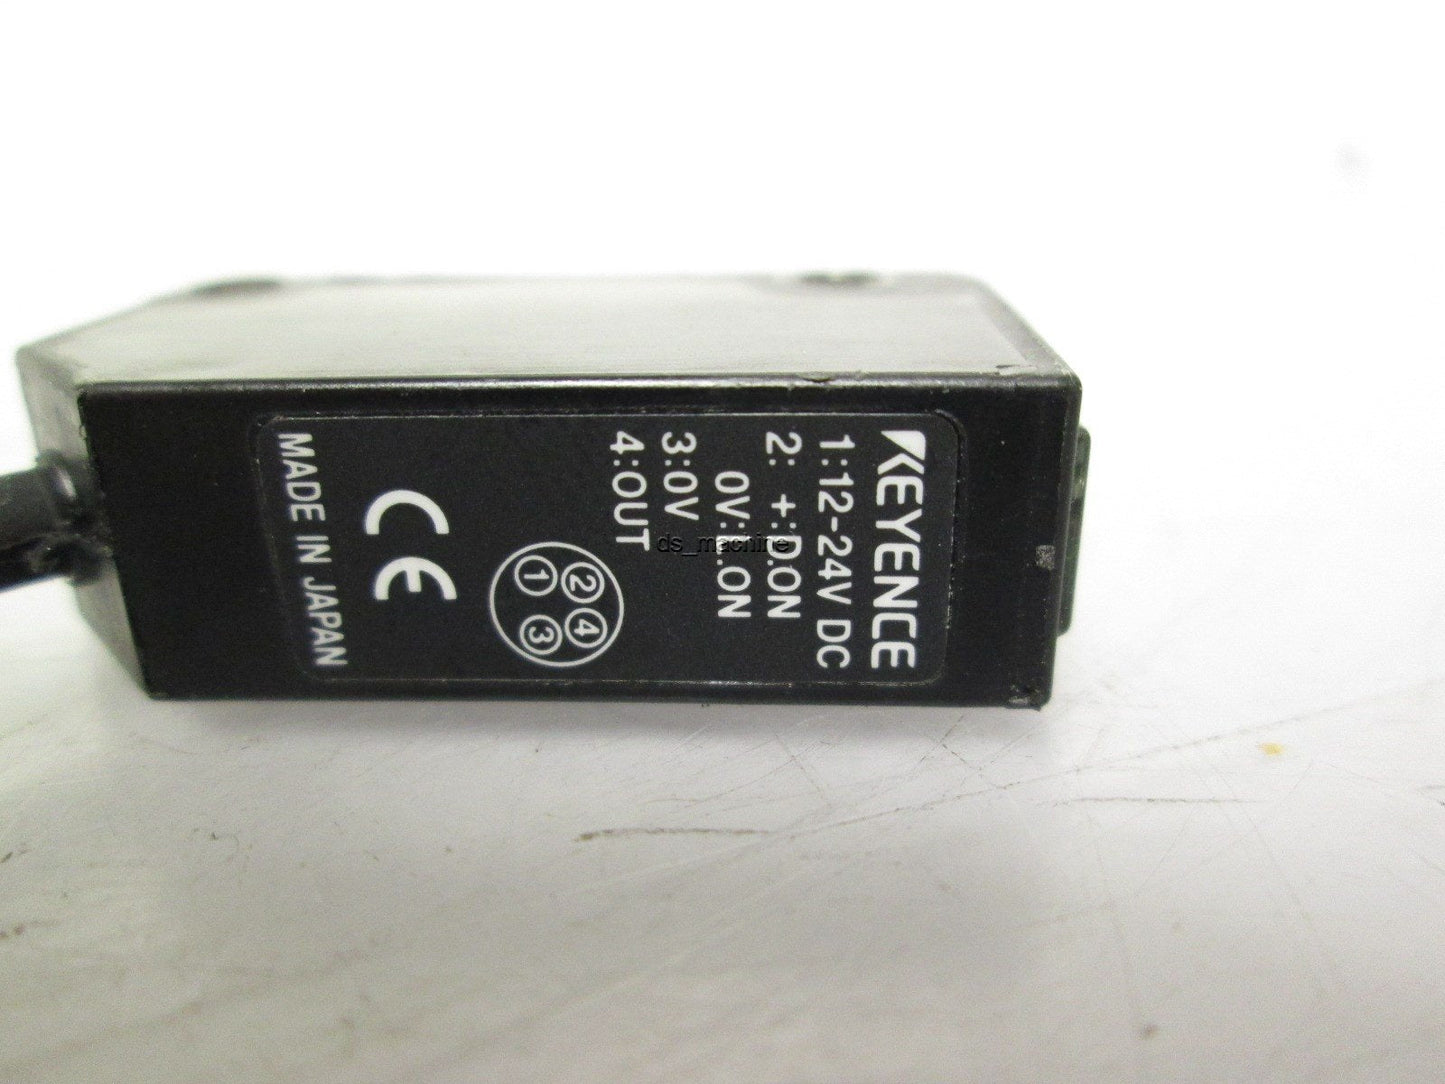 KEYENCE
1:12-24V DC
2: +:D.ON
0V:L.ON
3:0V
4:OUT
2
1
4
3
CE
MADE IN JAPAN
ds_machine